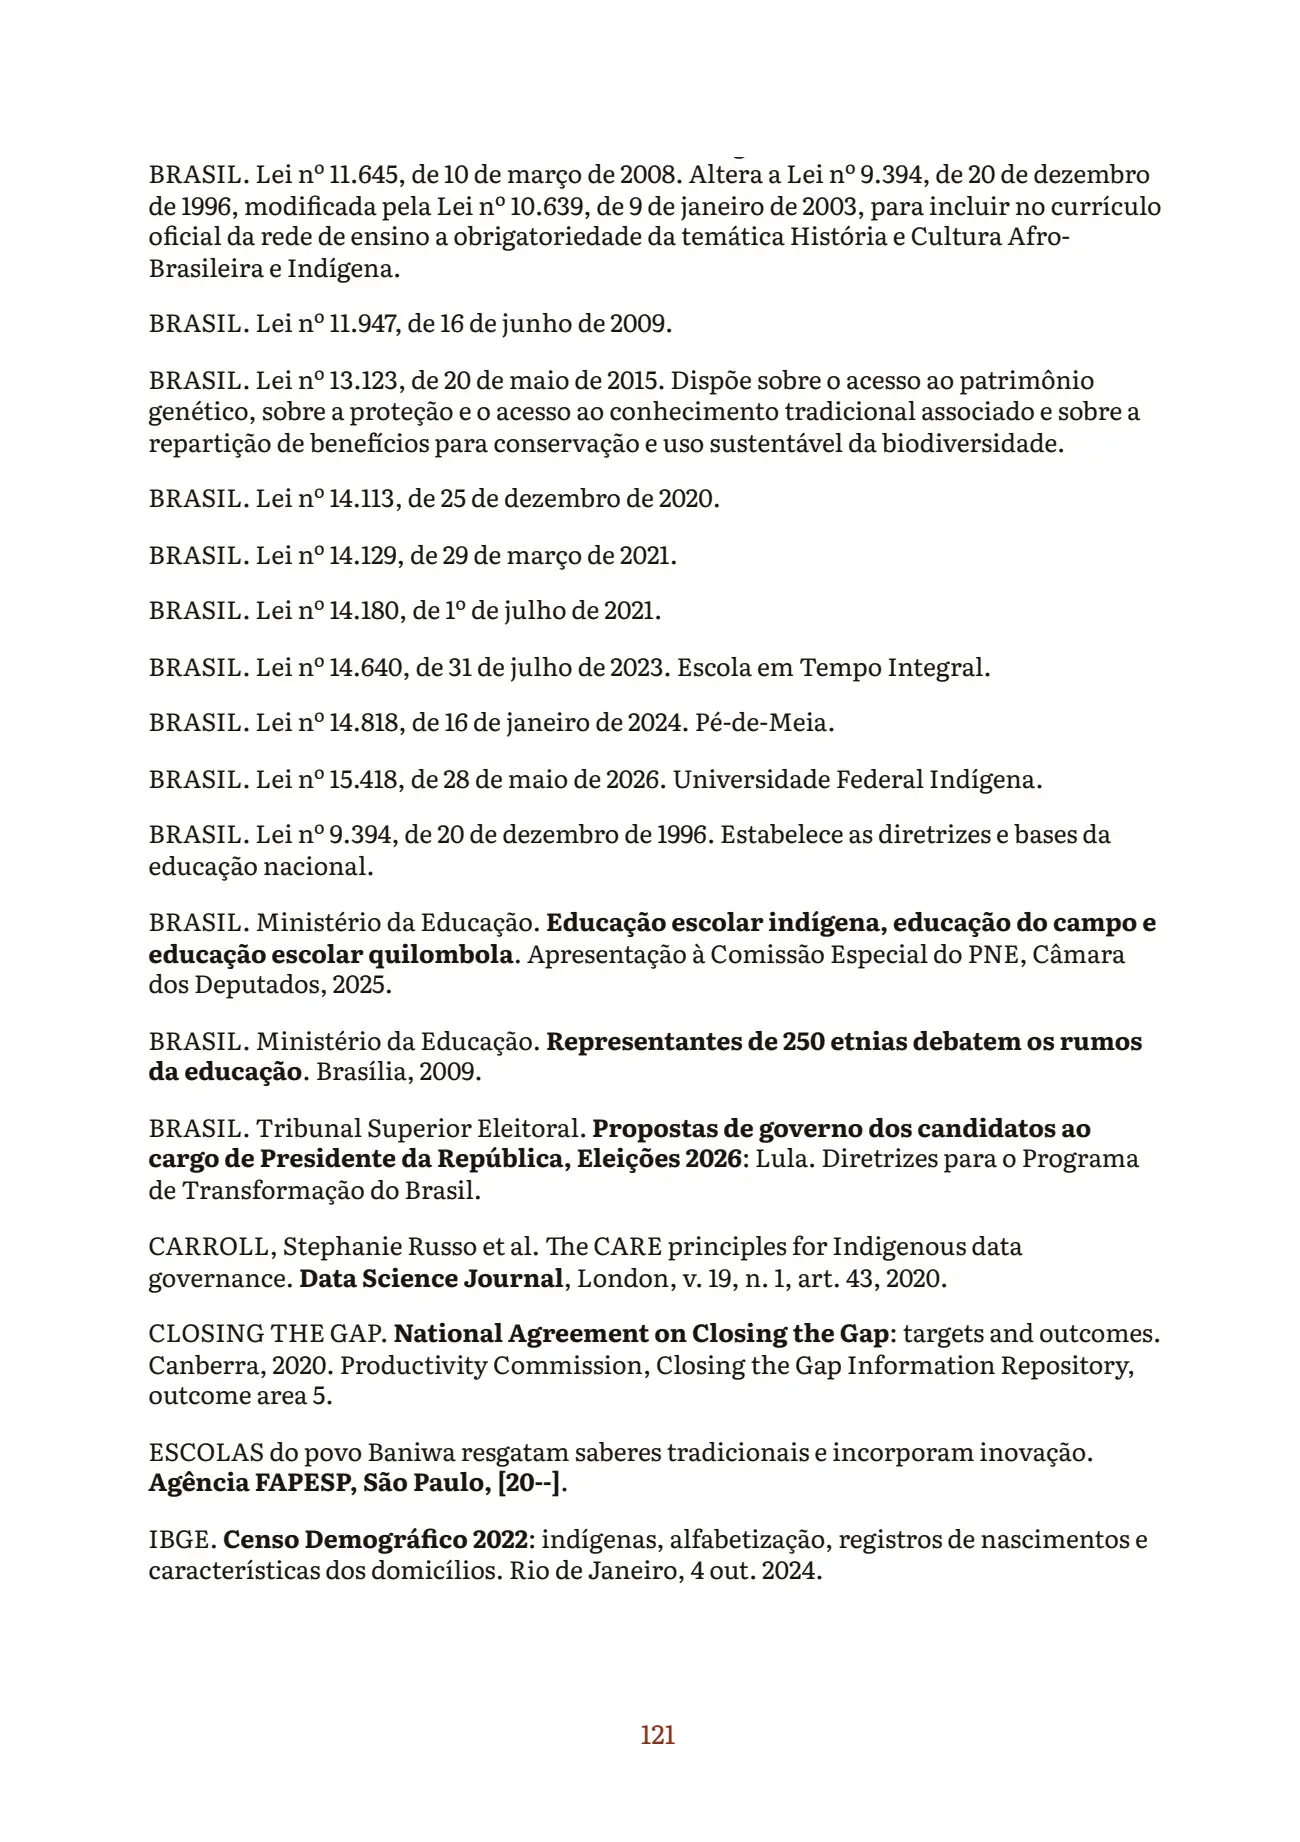 BRASIL. Lei nº 11.645, de 10 de março de 2008. Altera a Lei nº 9.394, de 20 de dezembro
de 1996, modificada pela Lei nº 10.639, de 9 de janeiro de 2003, para incluir no currículo
oficial da rede de ensino a obrigatoriedade da temática História e Cultura Afro-
Brasileira e Indígena.
BRASIL. Lei nº 11.947, de 16 de junho de 2009.
BRASIL. Lei nº 13.123, de 20 de maio de 2015. Dispõe sobre o acesso ao patrimônio
genético, sobre a proteção e o acesso ao conhecimento tradicional associado e sobre a
repartição de benefícios para conservação e uso sustentável da biodiversidade.
BRASIL. Lei nº 14.113, de 25 de dezembro de 2020.
BRASIL. Lei nº 14.129, de 29 de março de 2021.
BRASIL. Lei nº 14.180, de 1º de julho de 2021.
BRASIL. Lei nº 14.640, de 31 de julho de 2023. Escola em Tempo Integral.
BRASIL. Lei nº 14.818, de 16 de janeiro de 2024. Pé-de-Meia.
BRASIL. Lei nº 15.418, de 28 de maio de 2026. Universidade Federal Indígena.
BRASIL. Lei nº 9.394, de 20 de dezembro de 1996. Estabelece as diretrizes e bases da
educação nacional.
BRASIL. Ministério da Educação. Educação escolar indígena, educação do campo e
educação escolar quilombola. Apresentação à Comissão Especial do PNE, Câmara
dos Deputados, 2025.
BRASIL. Ministério da Educação. Representantes de 250 etnias debatem os rumos
da educação. Brasília, 2009.
BRASIL. Tribunal Superior Eleitoral. Propostas de governo dos candidatos ao
cargo de Presidente da República, Eleições 2026: Lula. Diretrizes para o Programa
de Transformação do Brasil.
CARROLL, Stephanie Russo et al. The CARE principles for Indigenous data
governance. Data Science Journal, London, v. 19, n. 1, art. 43, 2020.
CLOSING THE GAP. National Agreement on Closing the Gap: targets and outcomes.
Canberra, 2020. Productivity Commission, Closing the Gap Information Repository,
outcome area 5.
ESCOLAS do povo Baniwa resgatam saberes tradicionais e incorporam inovação.
Agência FAPESP, São Paulo, [20--].
IBGE. Censo Demográfico 2022: indígenas, alfabetização, registros de nascimentos e
características dos domicílios. Rio de Janeiro, 4 out. 2024.
121